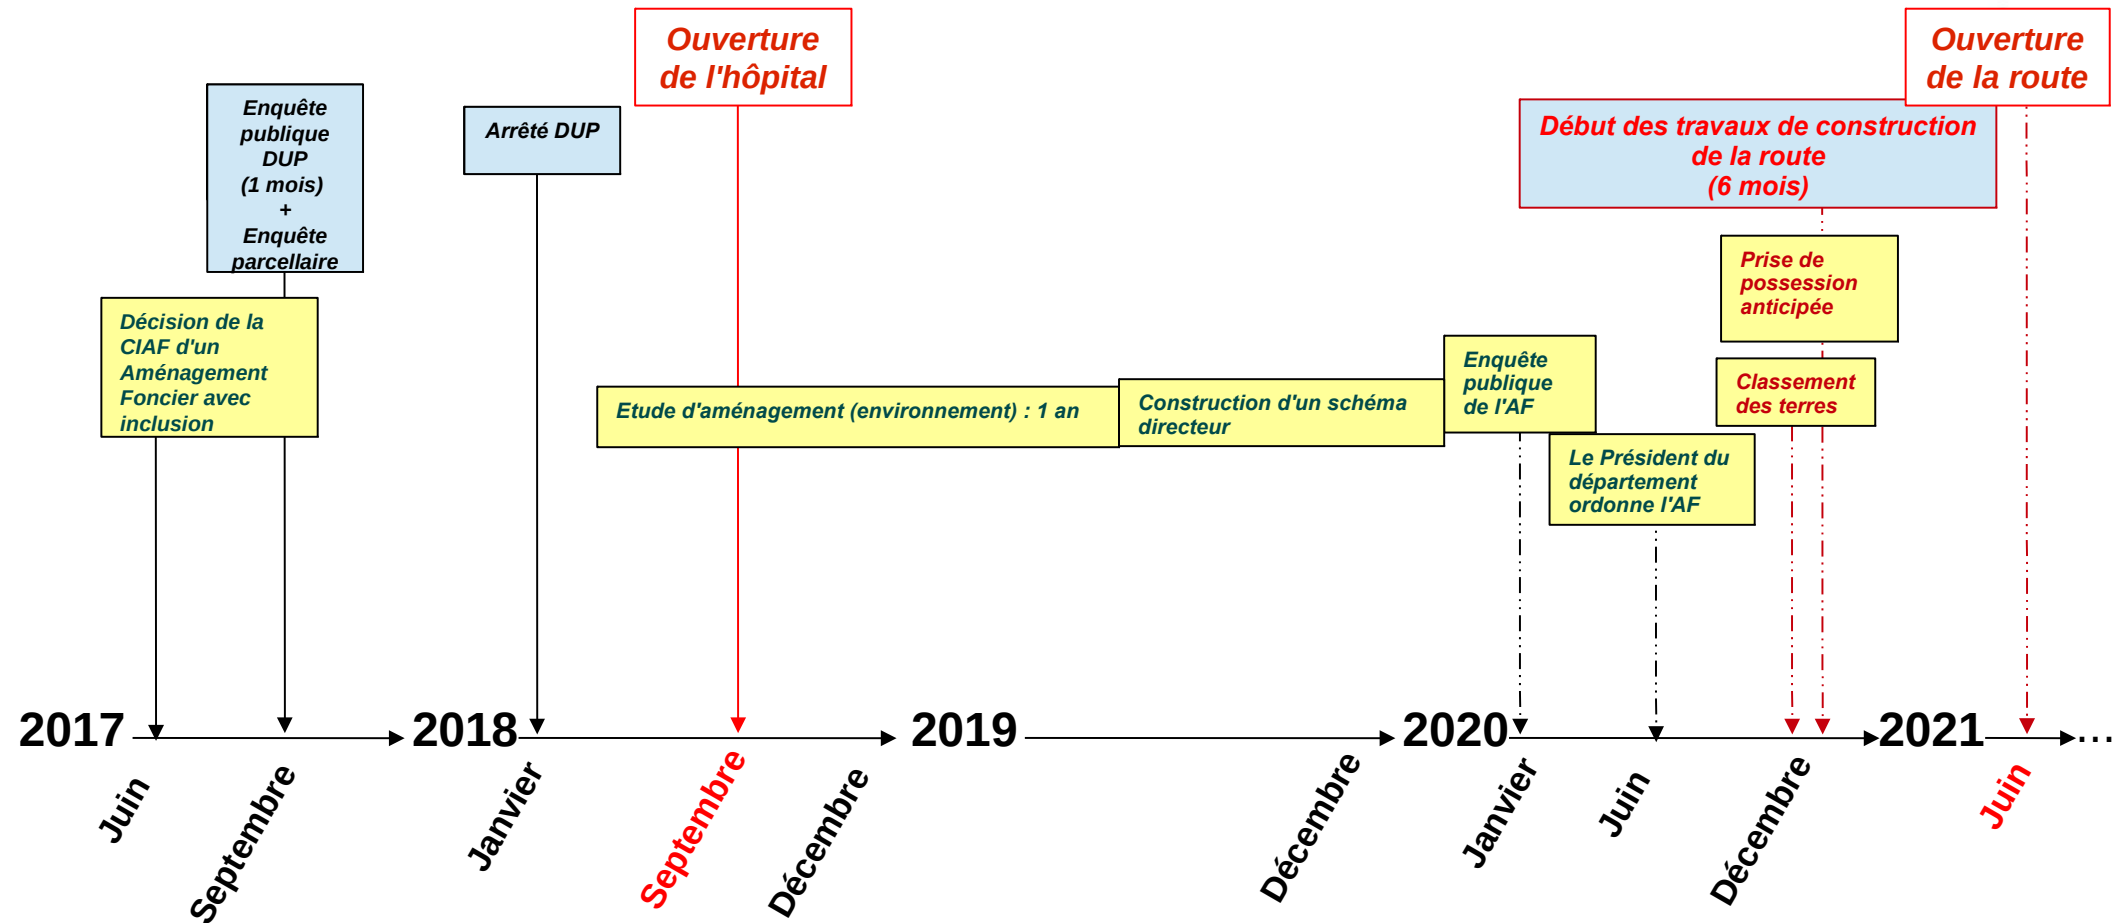 Ouverture
de l'hôpital
Ouverture
de la route
Enquête
publique
DUP
(1 mois)
+
Enquête
parcellaire
Arrêté DUP
Début des travaux de construction
de la route
(6 mois)
Prise de
possession
anticipée
Décision de la
CIAF d'un
Aménagement
Foncier avec
inclusion
Enquête
publique
de l'AF
Classement
des terres
Etude d'aménagement (environnement) : 1 an
Construction d'un schéma
directeur
Le Président du
département
ordonne l'AF
2017
2018
2019
2020
2021
...
Juin
Septembre
Janvier
Septembre
Décembre
Décembre
Janvier
Juin
Décembre
Juin